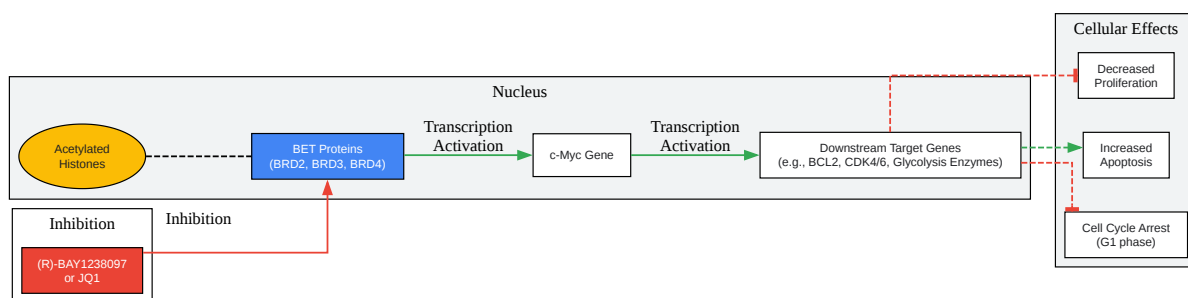 Nucleus
Acetylated
Histones
BET Proteins
(BRD2, BRD3, BRD4)
Transcription
Activation
c-Myc Gene
Transcription
Activation
Downstream Target Genes
(e.g., BCL2, CDK4/6, Glycolysis Enzymes)
Inhibition
(R)-BAY1238097
or JQ1
Inhibition
Cellular Effects
Decreased
Proliferation
Increased
Apoptosis
Cell Cycle Arrest
(G1 phase)